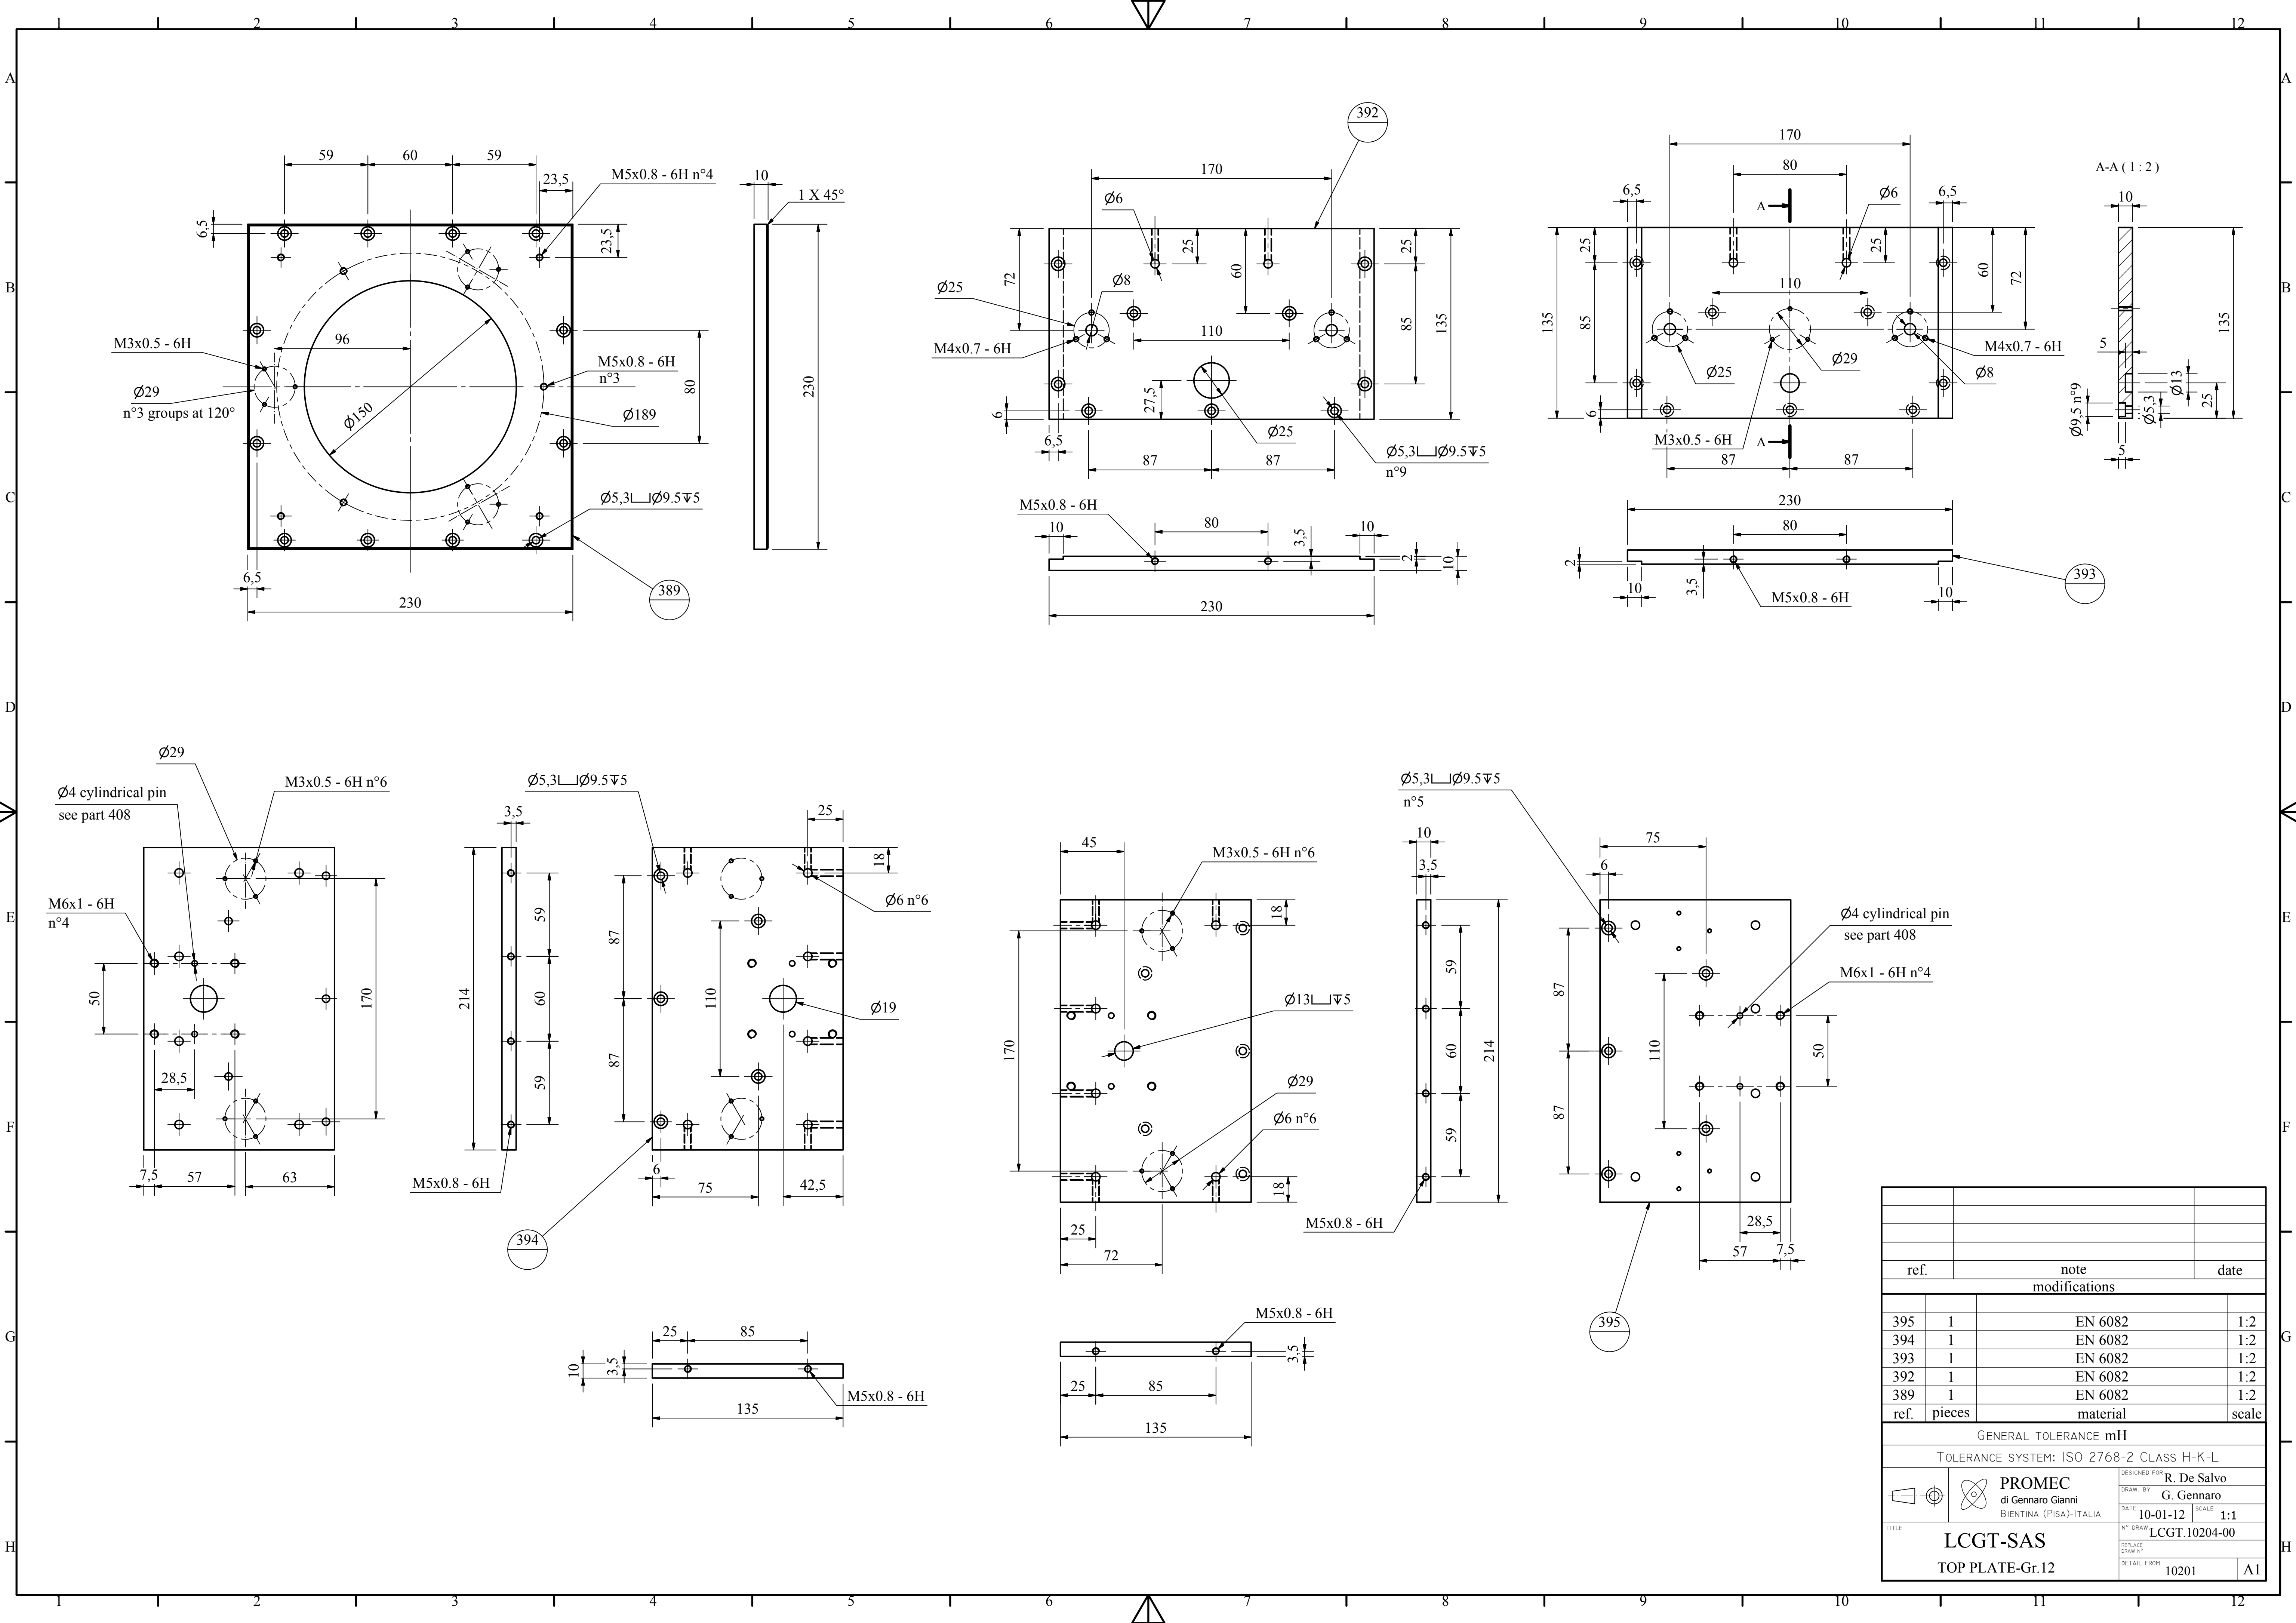 1 2 3 4 5 6 7 8 9 10 11 12
A A
B B
C C
D D
E E
F F
G G
H H
59 60 59
23,5
M5x0.8 - 6H n°4
6,5
23,5
M3x0.5 - 6H
96
M5x0.8 - 6H
n°3
Ø29
n°3 groups at 120°
Ø150
Ø189
80
Ø5,3⌴Ø9.5↧5
6,5
230
389
10
1 X 45°
230
392
170
Ø6
25
25
72
60
Ø25
Ø8
M4x0.7 - 6H
110
85
135
27,5
6
6,5
Ø25
87 87
Ø5,3⌴Ø9.5↧5
n°9
M5x0.8 - 6H
10 80 3,5 10
2
10
230
170
80
6,5
A
Ø6
6,5
25
25
60
72
135
85
110
Ø25
Ø29
M4x0.7 - 6H
Ø8
6
M3x0.5 - 6H
A
87 87
230
80
2
10
3,5
M5x0.8 - 6H
10
393
A-A ( 1 : 2 )
10
135
5
Ø13
Ø9,5 n°9
Ø5,3
25
5
Ø29
M3x0.5 - 6H n°6
Ø4 cylindrical pin
see part 408
M6x1 - 6H
n°4
50
170
28,5
7,5 57 63
3,5
214
59
60
59
M5x0.8 - 6H
Ø5,3⌴Ø9.5↧5
25
18
Ø6 n°6
87
110
87
Ø19
6
75
42,5
394
25 85
10
3,5
M5x0.8 - 6H
135
45
M3x0.5 - 6H n°6
18
170
Ø13⌴↧5
Ø29
Ø6 n°6
18
25
72
10
3,5
59
60
59
214
M5x0.8 - 6H
M5x0.8 - 6H
3,5
25 85
135
Ø5,3⌴Ø9.5↧5
n°5
75
6
Ø4 cylindrical pin
see part 408
M6x1 - 6H n°4
87
110
87
50
28,5
57 7,5
395
ref. note date
modifications
395 1 EN 6082 1:2
394 1 EN 6082 1:2
393 1 EN 6082 1:2
392 1 EN 6082 1:2
389 1 EN 6082 1:2
ref. pieces material scale
GENERAL TOLERANCE mH
TOLERANCE SYSTEM: ISO 2768-2 CLASS H-K-L
PROMEC
di Gennaro Gianni
BIENTINA (PISA)-ITALIA
DESIGNED FOR R. De Salvo
DRAW. BY G. Gennaro
DATE 10-01-12 SCALE 1:1
TITLE
LCGT-SAS
TOP PLATE-Gr.12
N° DRAW LCGT.10204-00
REPLACE
DRAW N°
DETAIL FROM 10201 A1
1 2 3 4 5 6 7 8 9 10 11 12